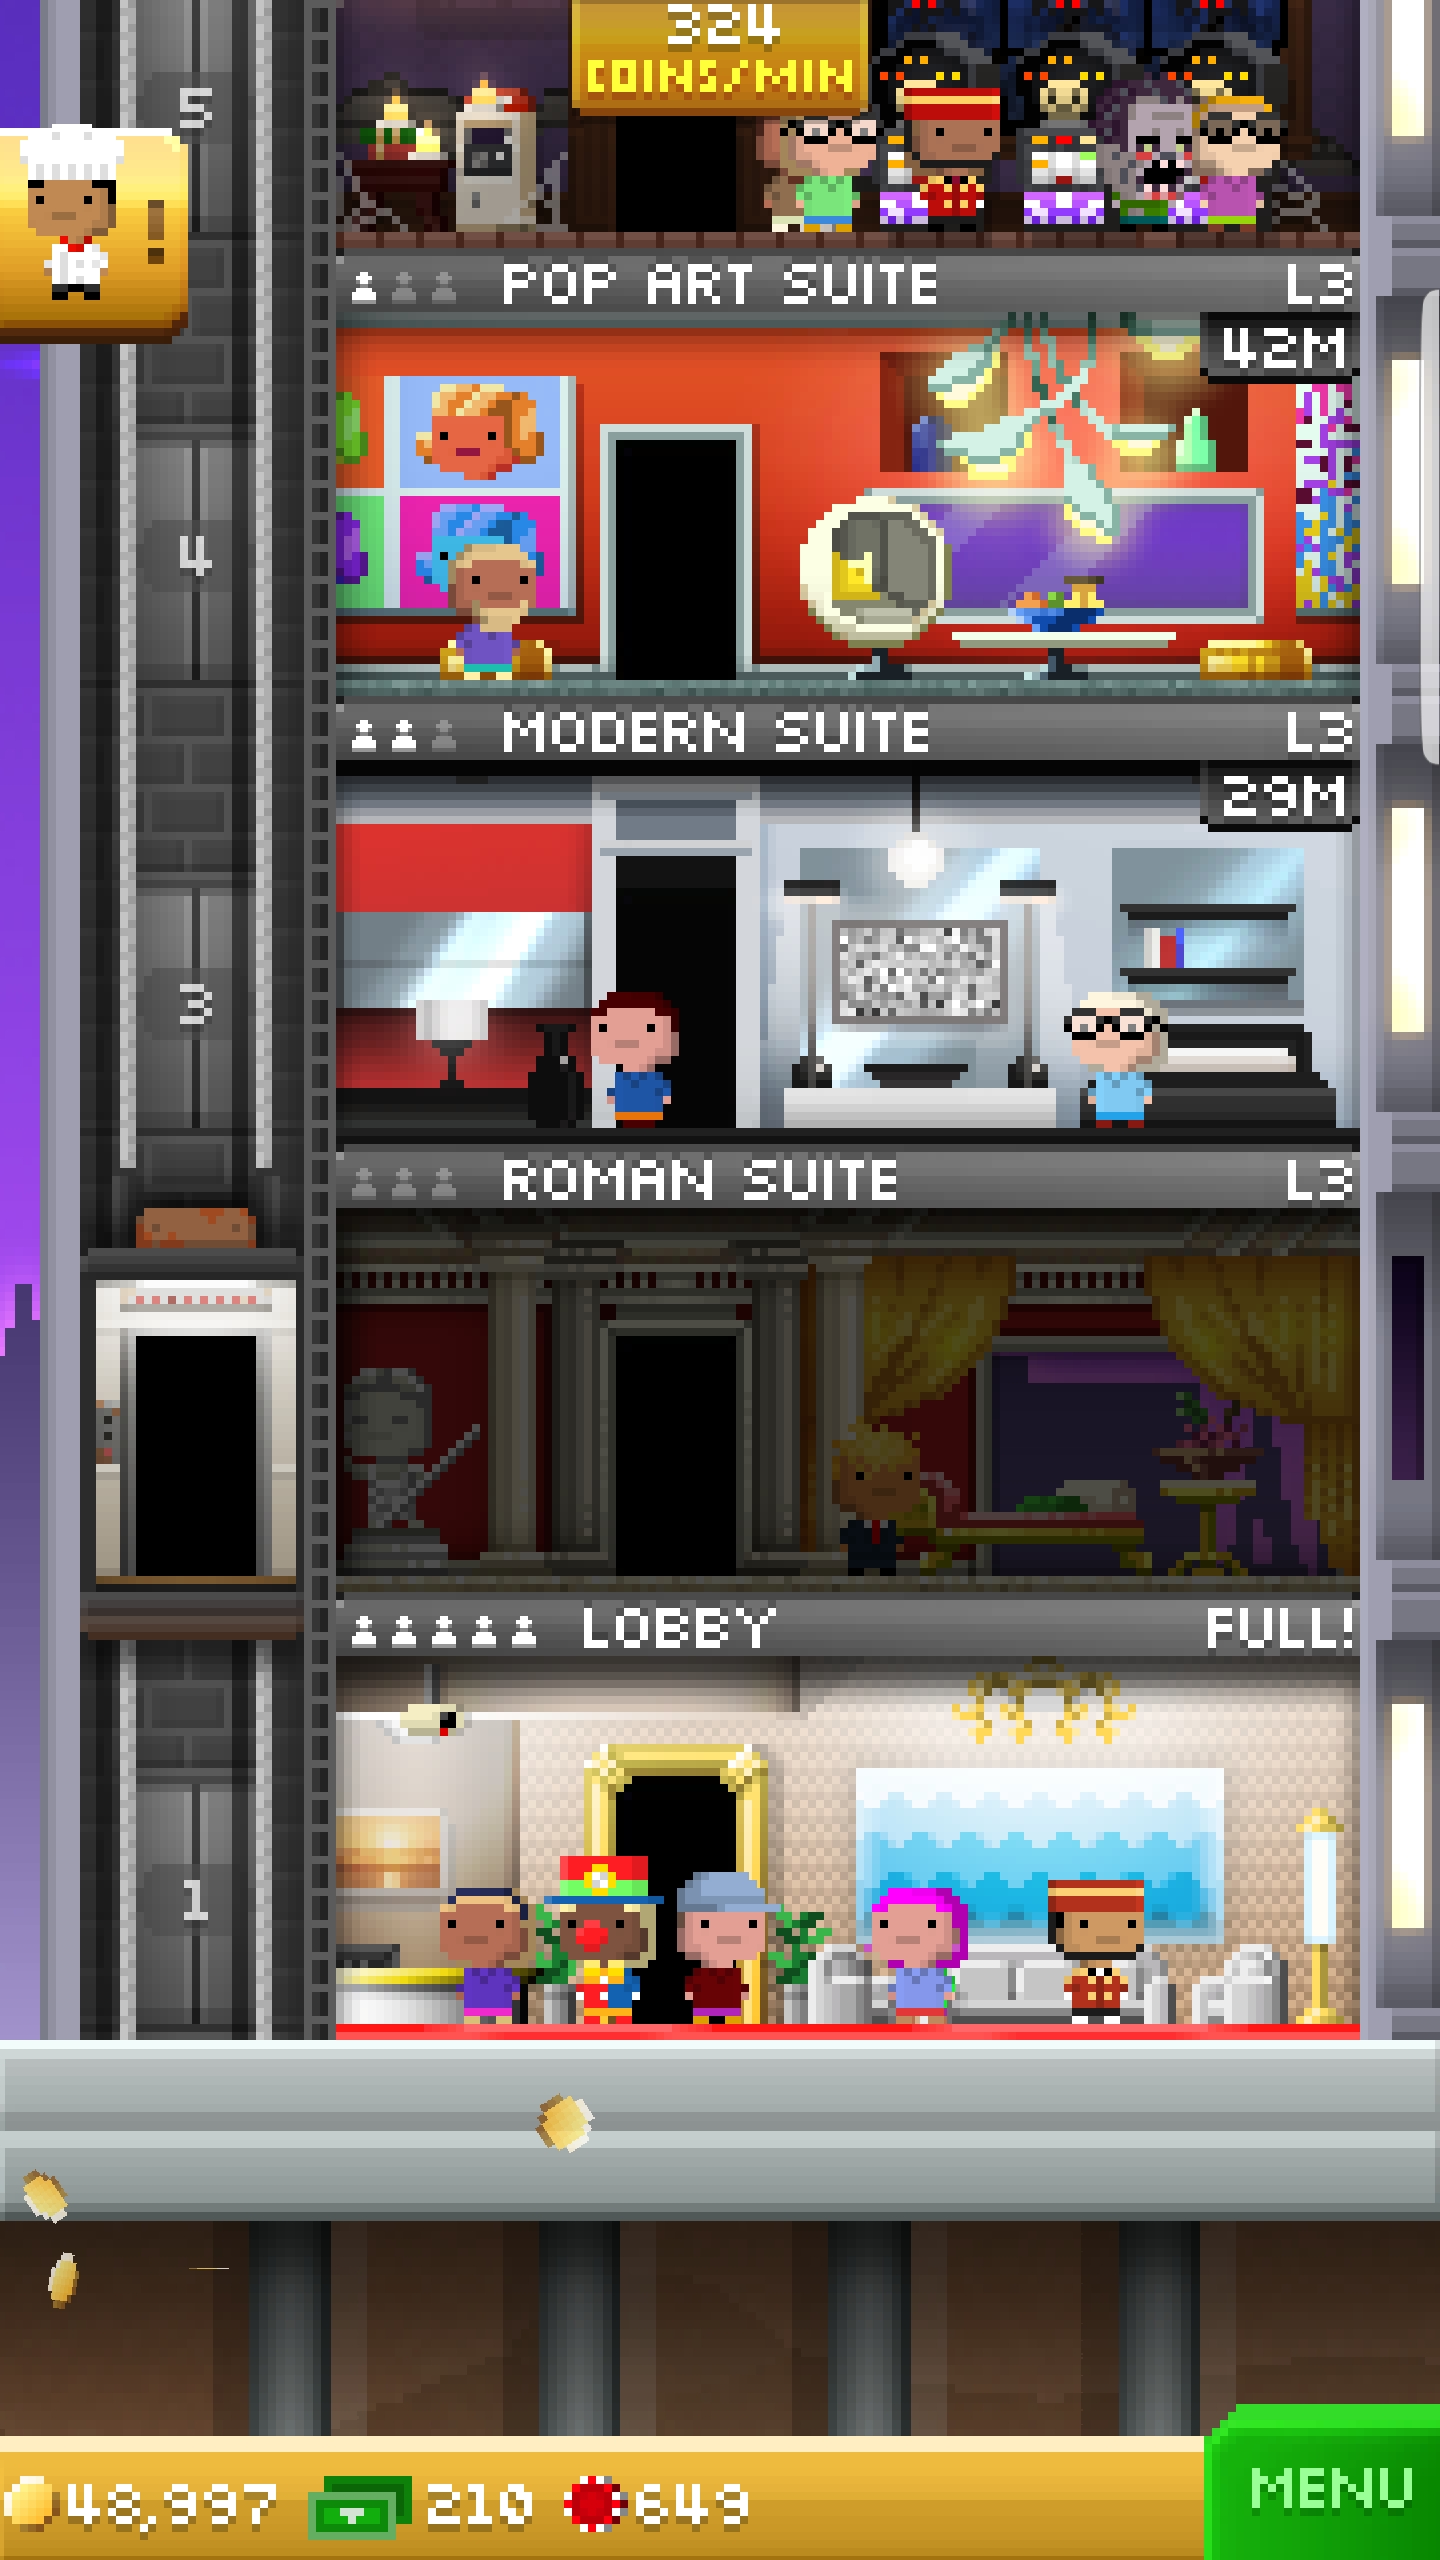 324
COINS/MIN
5
!
POP ART SUITE L3
42M
4
MODERN SUITE L3
29M
3
ROMAN SUITE L3
LOBBY FULL!
1
48,997 210 649
MENU